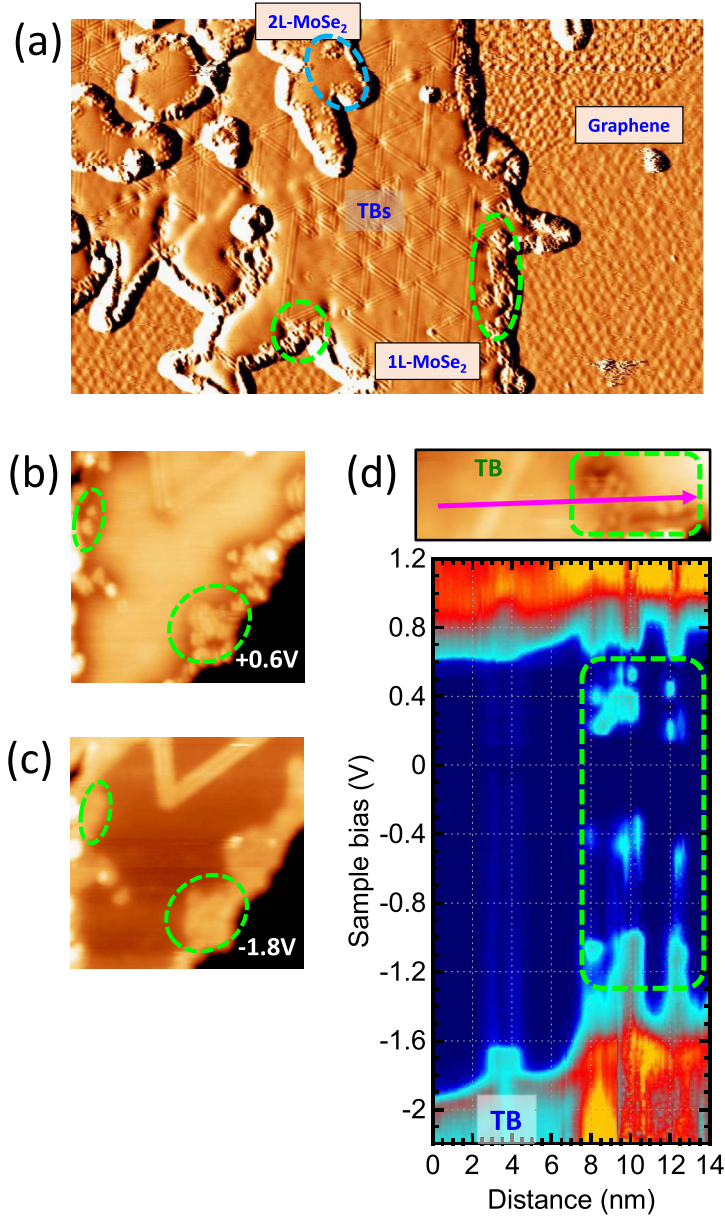 (a)
2L-MoSe₂
Graphene
TBs
1L-MoSe₂
(b)
+0.6V
(c)
-1.8V
(d)
TB
1.2
0.8
0.4
0
-0.4
-0.8
-1.2
-1.6
-2
Sample bias (V)
TB
0 2 4 6 8 10 12 14
Distance (nm)